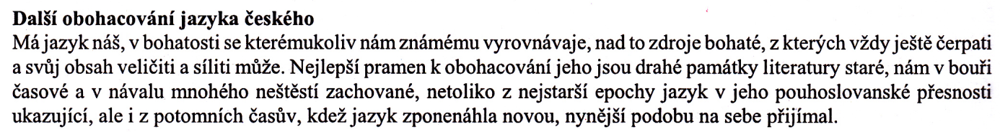 Další obohacování jazyka českého
Má jazyk náš, v bohatosti se kterémukoliv nám známému vyrovnávaje, nad to zdroje bohaté, z kterých vždy ještě čerpati
a svůj obsah veličiti a síliti může. Nejlepší pramen k obohacování jeho jsou drahé památky literatury staré, nám v bouři
časové a v návalu mnohého neštěstí zachované, netoliko z nejstarší epochy jazyk v jeho pouhoslovanské přesnosti
ukazující, ale i z potomních časův, kdež jazyk zponenáhla novou, nynější podobu na sebe přijímal.